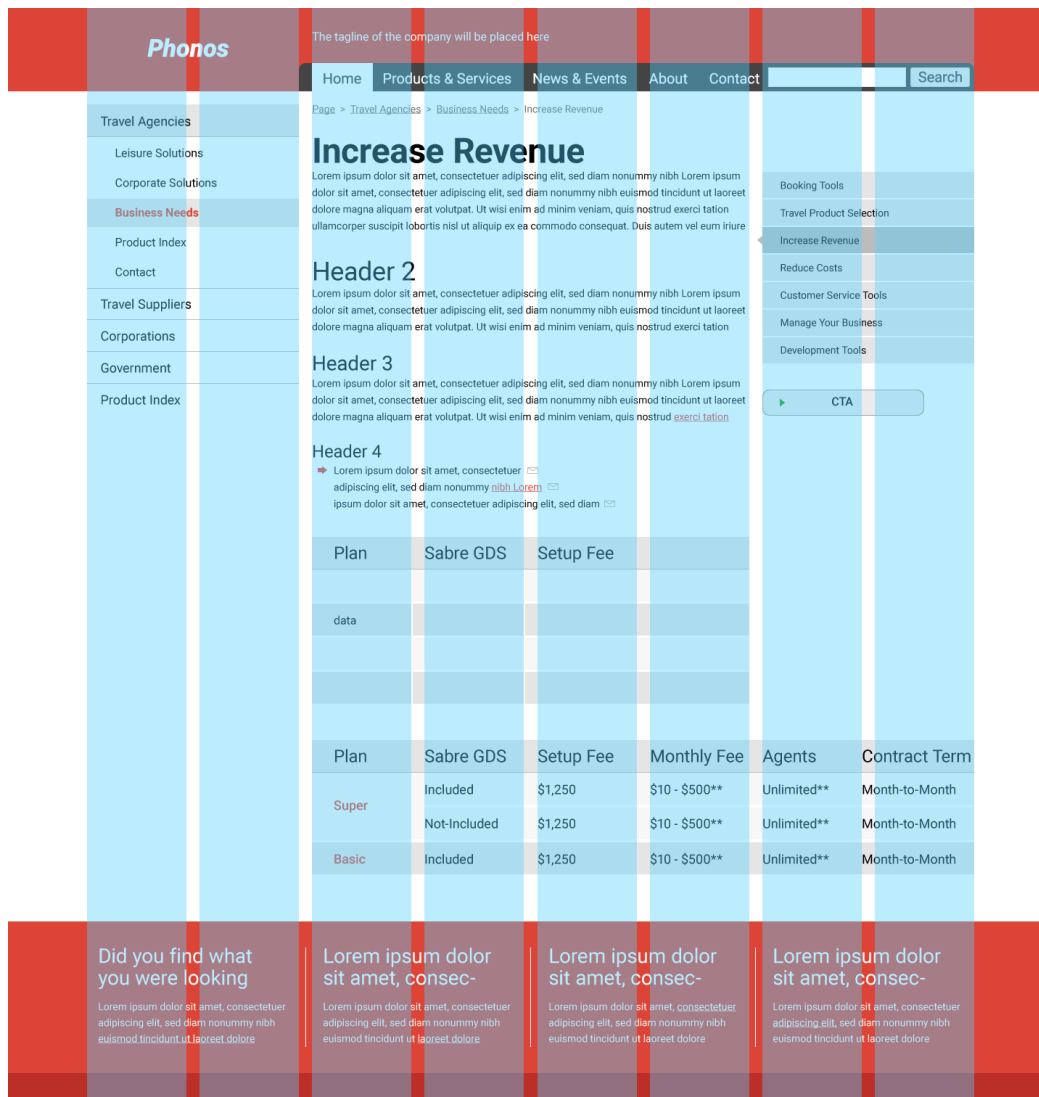 Phonos
The tagline of the company will be placed here
Home Products & Services News & Events About Contact Search
Page > Travel Agencies > Business Needs > Increase Revenue
Travel Agencies
Leisure Solutions
Corporate Solutions
Business Needs
Product Index
Contact
Travel Suppliers
Corporations
Government
Product Index
Increase Revenue
Lorem ipsum dolor sit amet, consectetuer adipiscing elit, sed diam nonummy nibh Lorem ipsum
dolor sit amet, consectetuer adipiscing elit, sed diam nonummy nibh euismod tincidunt ut laoreet
dolore magna aliquam erat volutpat. Ut wisi enim ad minim veniam, quis nostrud exerci tation
ullamcorper suscipit lobortis nisl ut aliquip ex ea commodo consequat. Duis autem vel eum iriure
Header 2
Lorem ipsum dolor sit amet, consectetuer adipiscing elit, sed diam nonummy nibh Lorem ipsum
dolor sit amet, consectetuer adipiscing elit, sed diam nonummy nibh euismod tincidunt ut laoreet
dolore magna aliquam erat volutpat. Ut wisi enim ad minim veniam, quis nostrud exerci tation
Header 3
Lorem ipsum dolor sit amet, consectetuer adipiscing elit, sed diam nonummy nibh Lorem ipsum
dolor sit amet, consectetuer adipiscing elit, sed diam nonummy nibh euismod tincidunt ut laoreet
dolore magna aliquam erat volutpat. Ut wisi enim ad minim veniam, quis nostrud exerci tation
Header 4
Lorem ipsum dolor sit amet, consectetuer
adipiscing elit, sed diam nonummy nibh Lorem
ipsum dolor sit amet, consectetuer adipiscing elit, sed diam
Booking Tools
Travel Product Selection
Increase Revenue
Reduce Costs
Customer Service Tools
Manage Your Business
Development Tools
CTA
Plan Sabre GDS Setup Fee
data
Plan Sabre GDS Setup Fee Monthly Fee Agents Contract Term
Super
Included $1,250 $10 - $500** Unlimited** Month-to-Month
Not-Included $1,250 $10 - $500** Unlimited** Month-to-Month
Basic Included $1,250 $10 - $500** Unlimited** Month-to-Month
Did you find what
you were looking
Lorem ipsum dolor sit amet, consectetuer
adipiscing elit, sed diam nonummy nibh
euismod tincidunt ut laoreet dolore
Lorem ipsum dolor
sit amet, consec-
Lorem ipsum dolor sit amet, consectetuer
adipiscing elit, sed diam nonummy nibh
euismod tincidunt ut laoreet dolore
Lorem ipsum dolor
sit amet, consec-
Lorem ipsum dolor sit amet, consectetuer
adipiscing elit, sed diam nonummy nibh
euismod tincidunt ut laoreet dolore
Lorem ipsum dolor
sit amet, consec-
Lorem ipsum dolor sit amet, consectetuer
adipiscing elit, sed diam nonummy nibh
euismod tincidunt ut laoreet dolore